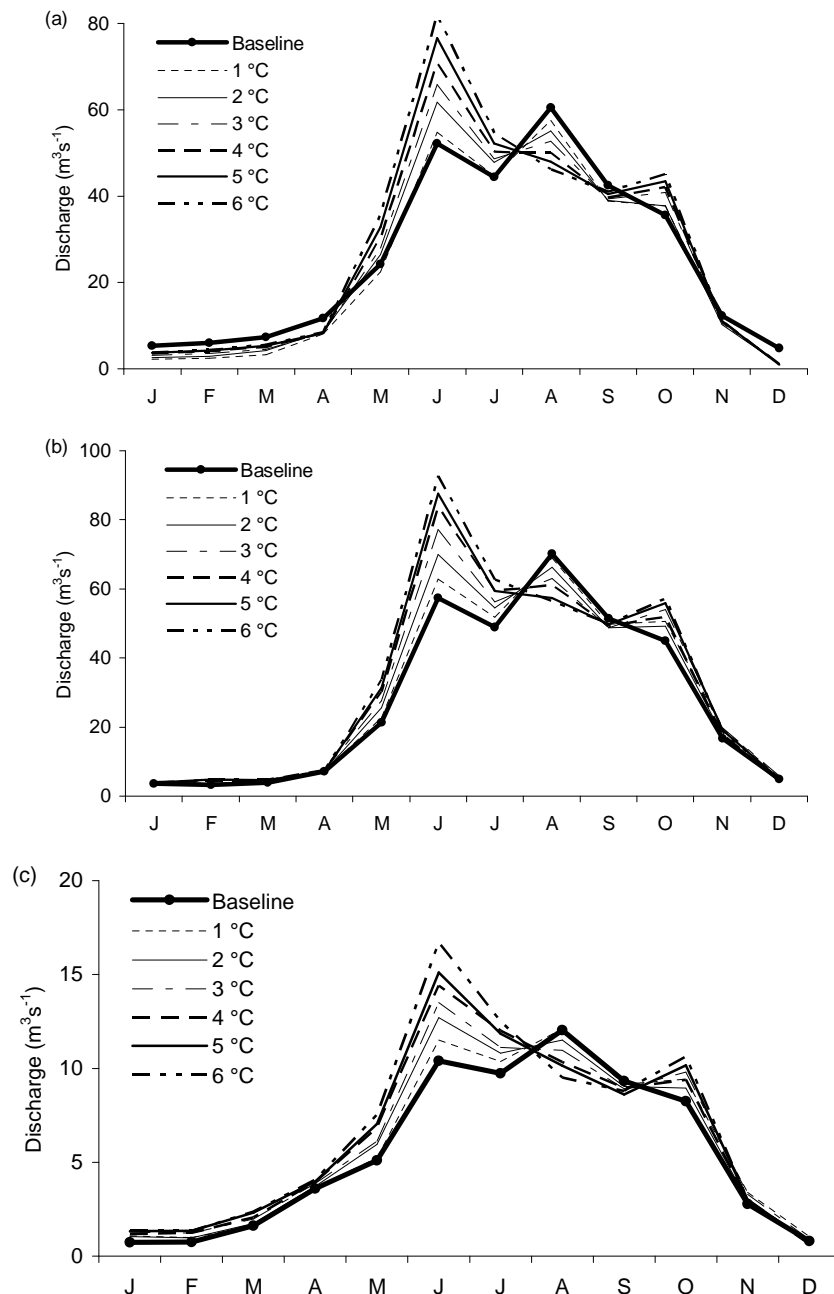 (a)
80
60
40
20
0
Discharge (m³s⁻¹)
Baseline
1 °C
2 °C
3 °C
4 °C
5 °C
6 °C
J F M A M J J A S O N D
(b)
100
80
60
40
20
0
Discharge (m³s⁻¹)
Baseline
1 °C
2 °C
3 °C
4 °C
5 °C
6 °C
J F M A M J J A S O N D
(c)
20
15
10
5
0
Discharge (m³s⁻¹)
Baseline
1 °C
2 °C
3 °C
4 °C
5 °C
6 °C
J F M A M J J A S O N D